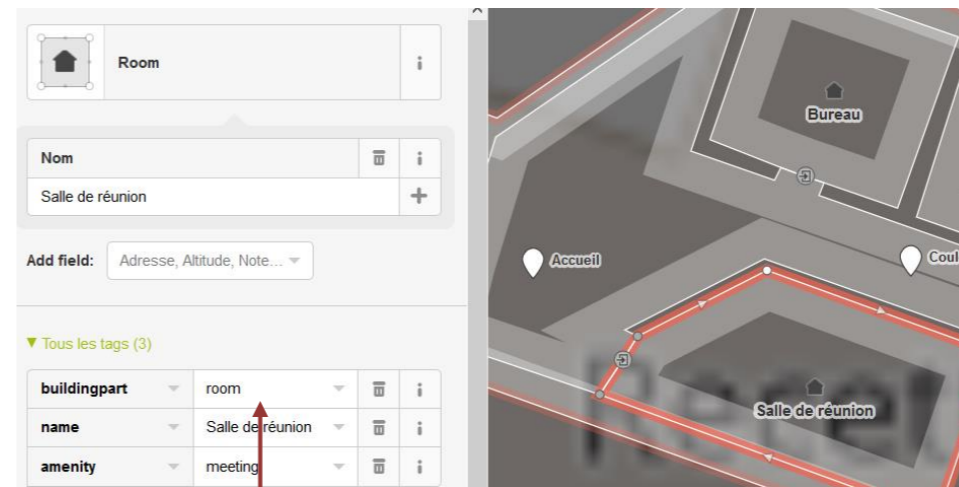 Room
Nom
Salle de réunion
Add field: Adresse, Altitude, Note…
Tous les tags (3)
buildingpart room
name Salle de réunion
amenity meeting
Bureau
Accueil
Coul
Salle de réunion